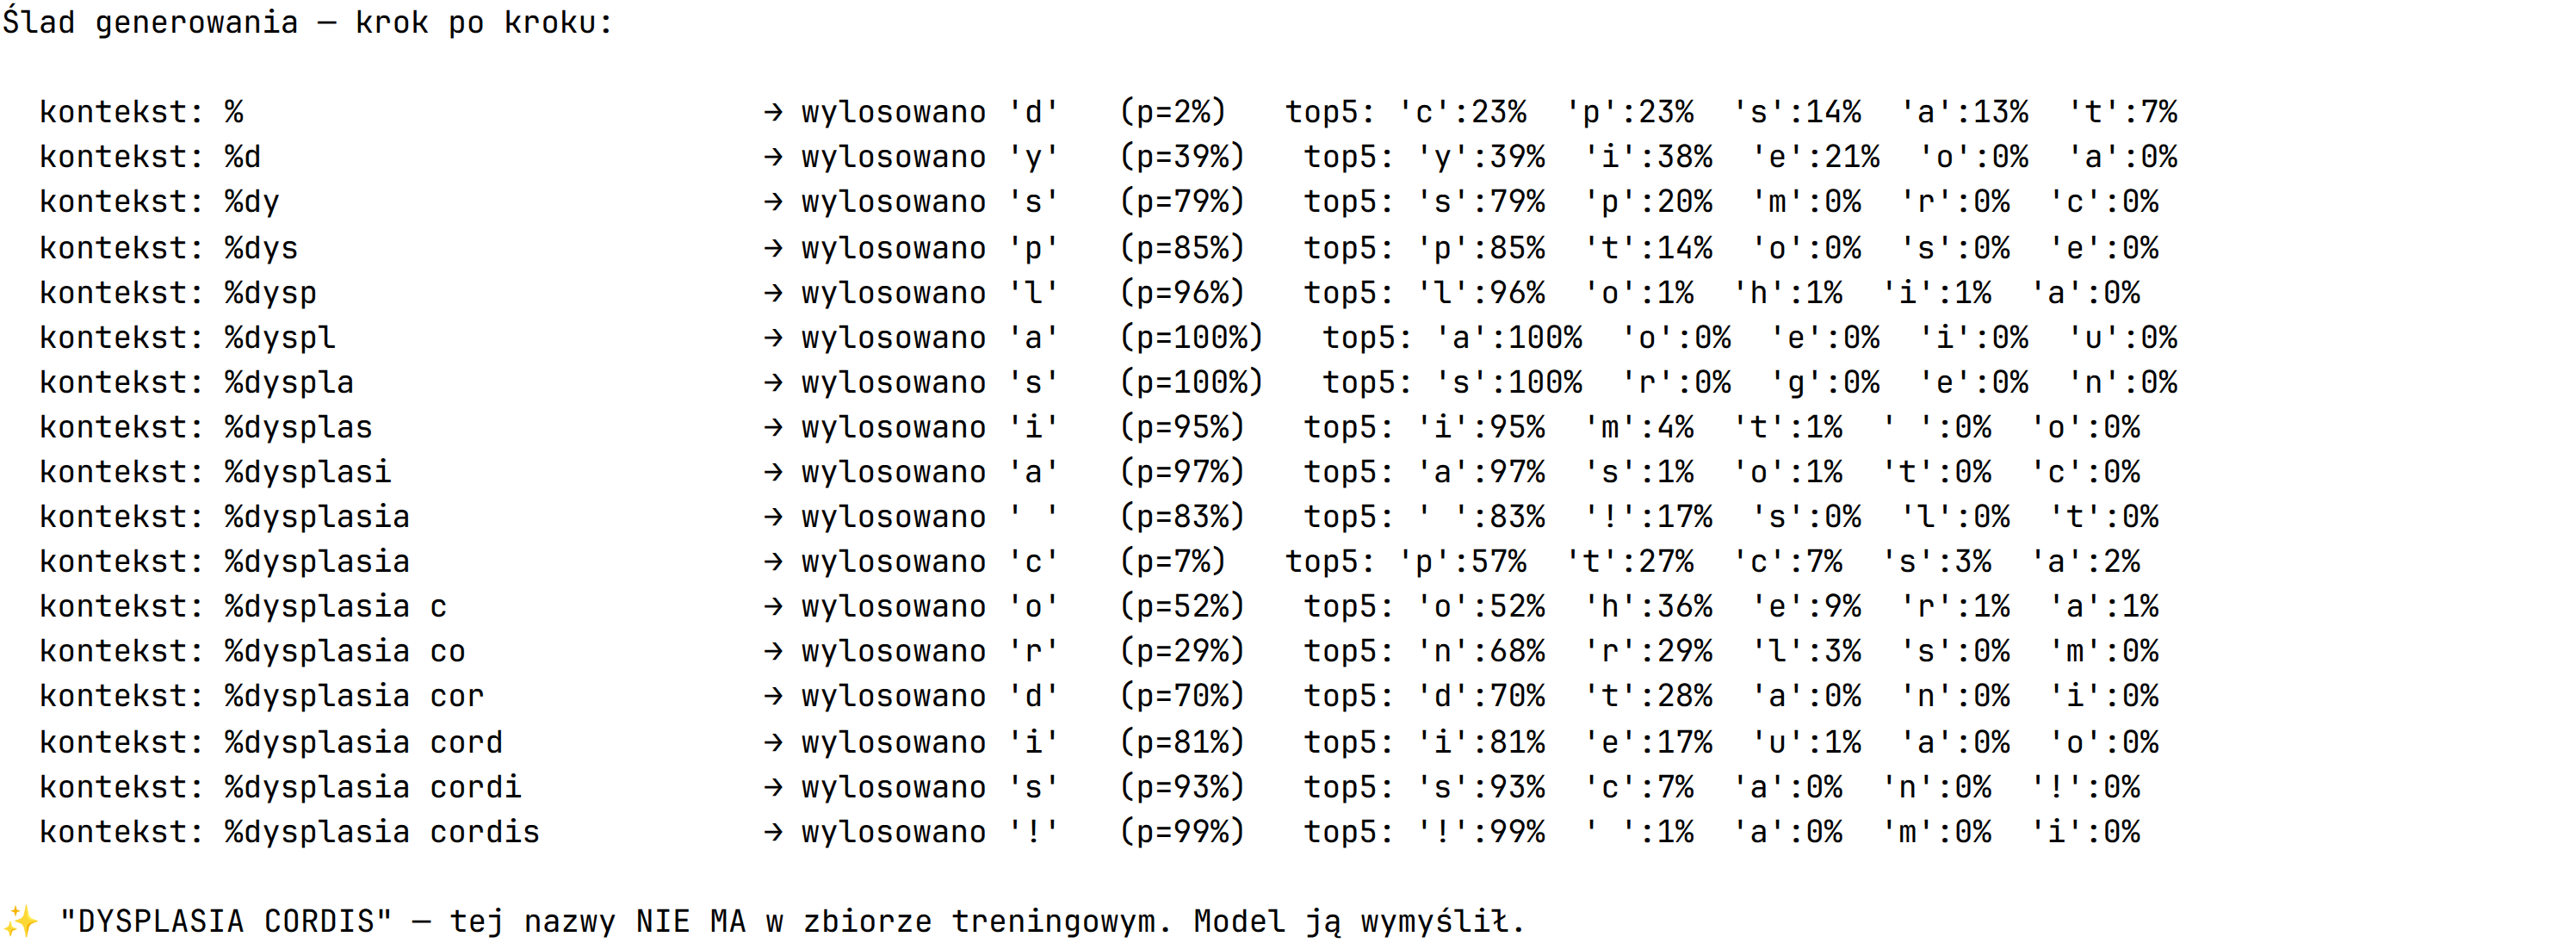 Ślad generowania — krok po kroku:
kontekst: % → wylosowano 'd' (p=2%) top5: 'c':23% 'p':23% 's':14% 'a':13% 't':7%
kontekst: %d → wylosowano 'y' (p=39%) top5: 'y':39% 'i':38% 'e':21% 'o':0% 'a':0%
kontekst: %dy → wylosowano 's' (p=79%) top5: 's':79% 'p':20% 'm':0% 'r':0% 'c':0%
kontekst: %dys → wylosowano 'p' (p=85%) top5: 'p':85% 't':14% 'o':0% 's':0% 'e':0%
kontekst: %dysp → wylosowano 'l' (p=96%) top5: 'l':96% 'o':1% 'h':1% 'i':1% 'a':0%
kontekst: %dyspl → wylosowano 'a' (p=100%) top5: 'a':100% 'o':0% 'e':0% 'i':0% 'u':0%
kontekst: %dyspla → wylosowano 's' (p=100%) top5: 's':100% 'r':0% 'g':0% 'e':0% 'n':0%
kontekst: %dysplas → wylosowano 'i' (p=95%) top5: 'i':95% 'm':4% 't':1% ' ':0% 'o':0%
kontekst: %dysplasi → wylosowano 'a' (p=97%) top5: 'a':97% 's':1% 'o':1% 't':0% 'c':0%
kontekst: %dysplasia → wylosowano ' ' (p=83%) top5: ' ':83% '!':17% 's':0% 'l':0% 't':0%
kontekst: %dysplasia → wylosowano 'c' (p=7%) top5: 'p':57% 't':27% 'c':7% 's':3% 'a':2%
kontekst: %dysplasia c → wylosowano 'o' (p=52%) top5: 'o':52% 'h':36% 'e':9% 'r':1% 'a':1%
kontekst: %dysplasia co → wylosowano 'r' (p=29%) top5: 'n':68% 'r':29% 'l':3% 's':0% 'm':0%
kontekst: %dysplasia cor → wylosowano 'd' (p=70%) top5: 'd':70% 't':28% 'a':0% 'n':0% 'i':0%
kontekst: %dysplasia cord → wylosowano 'i' (p=81%) top5: 'i':81% 'e':17% 'u':1% 'a':0% 'o':0%
kontekst: %dysplasia cordi → wylosowano 's' (p=93%) top5: 's':93% 'c':7% 'a':0% 'n':0% '!':0%
kontekst: %dysplasia cordis → wylosowano '!' (p=99%) top5: '!':99% ' ':1% 'a':0% 'm':0% 'i':0%
✨ "DYSPLASIA CORDIS" — tej nazwy NIE MA w zbiorze treningowym. Model ją wymyślił.